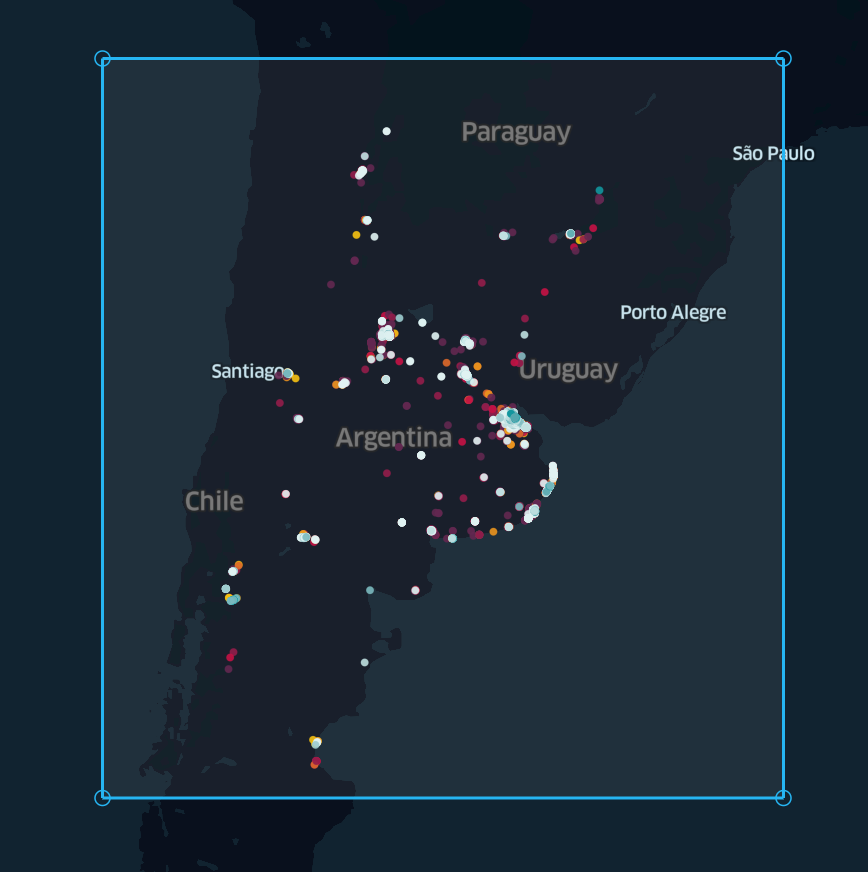 Paraguay
São Paulo
Porto Alegre
Santiago
Uruguay
Argentina
Chile